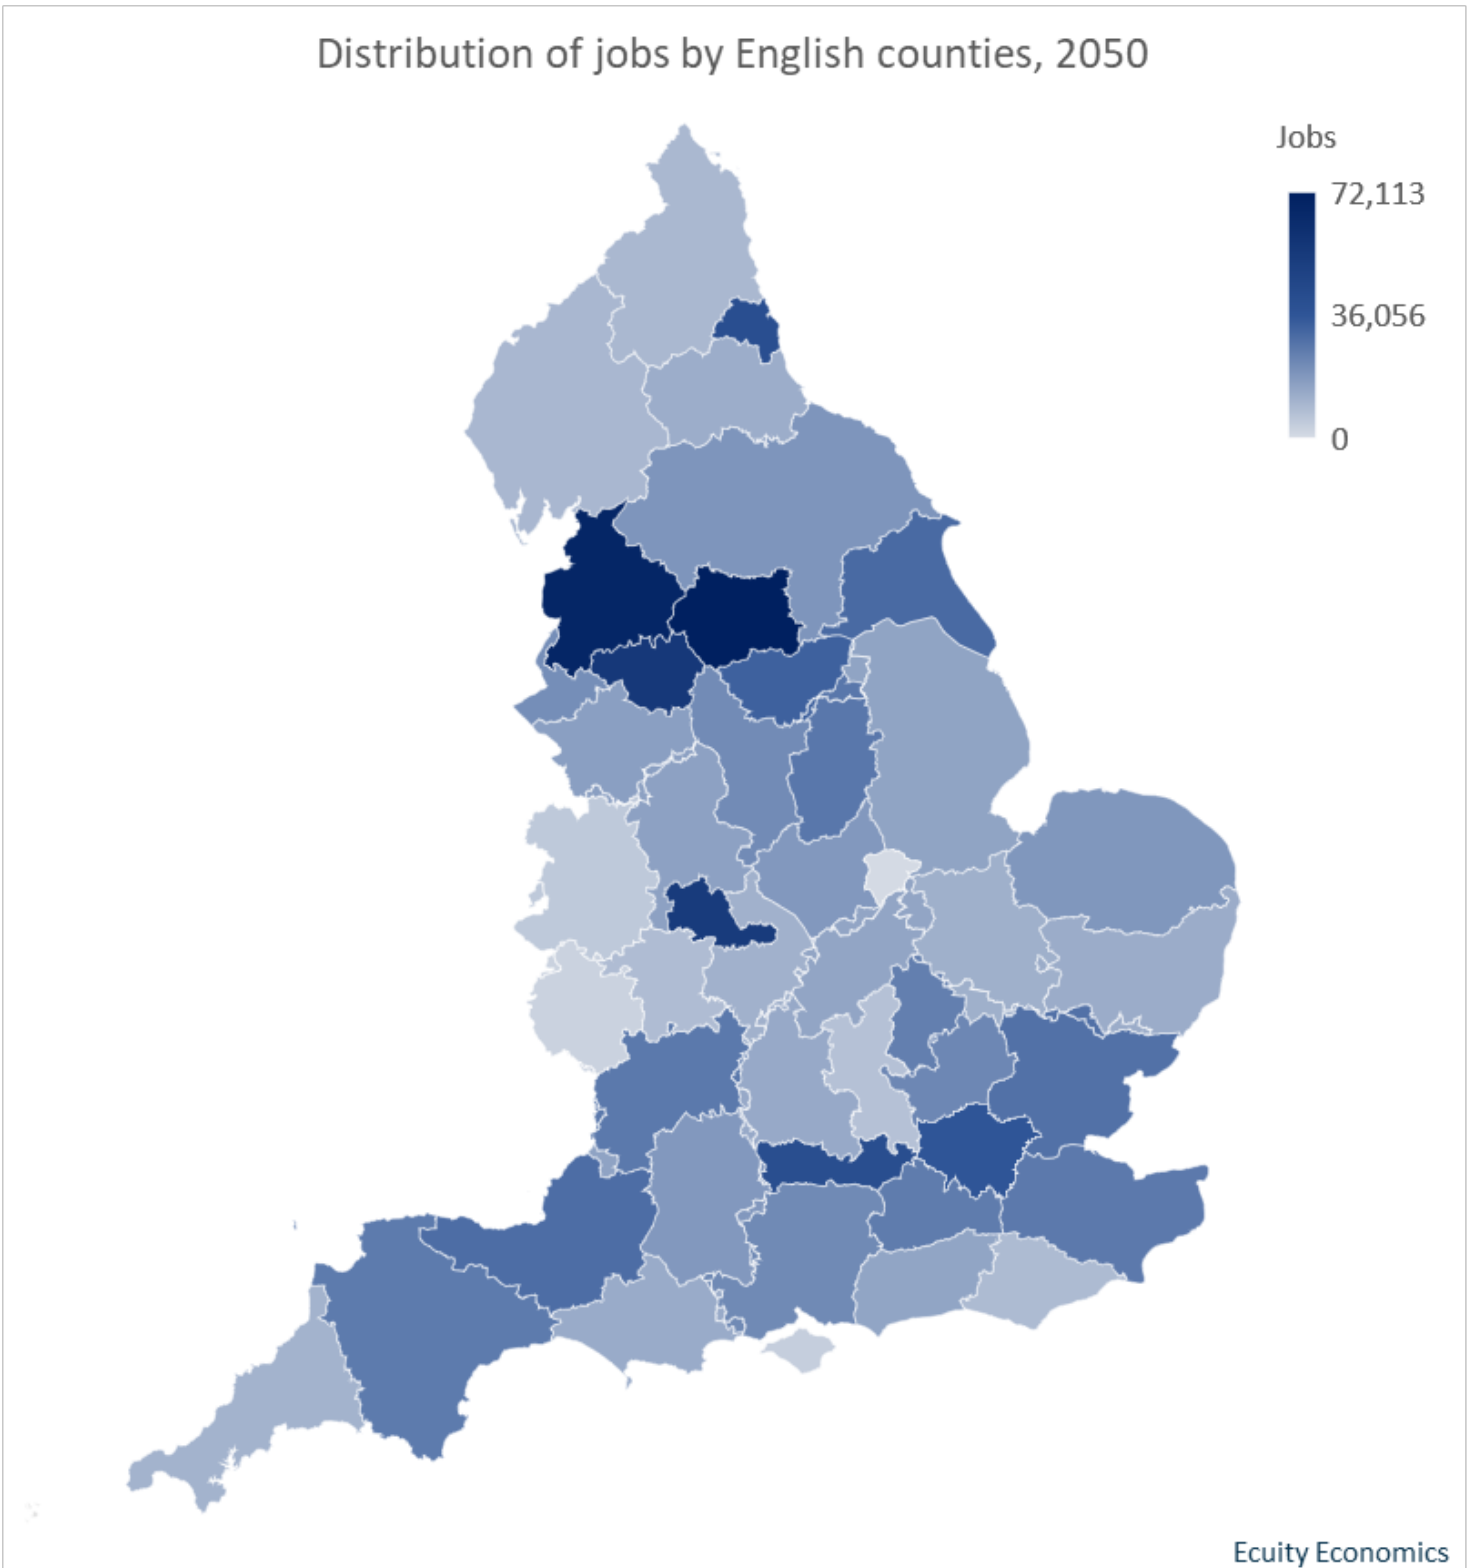 Distribution of jobs by English counties, 2050
Jobs
72,113
36,056
0
Ecuity Economics